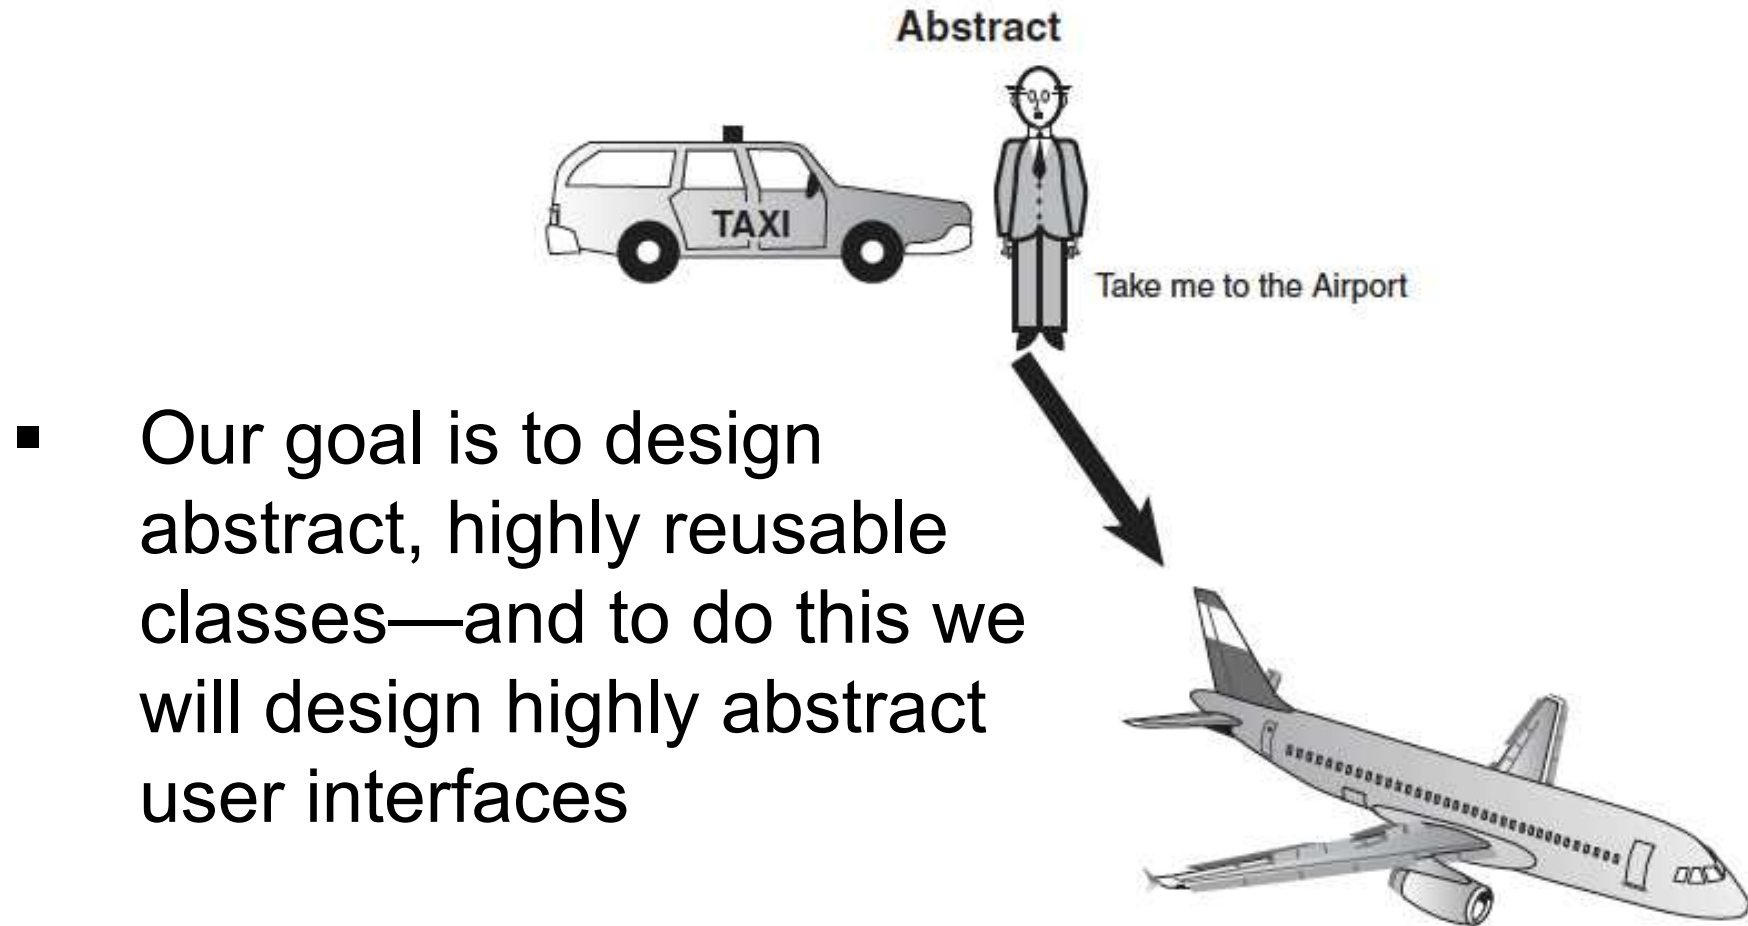 Abstract
TAXI
Take me to the Airport
▪ Our goal is to design
abstract, highly reusable
classes—and to do this we
will design highly abstract
user interfaces